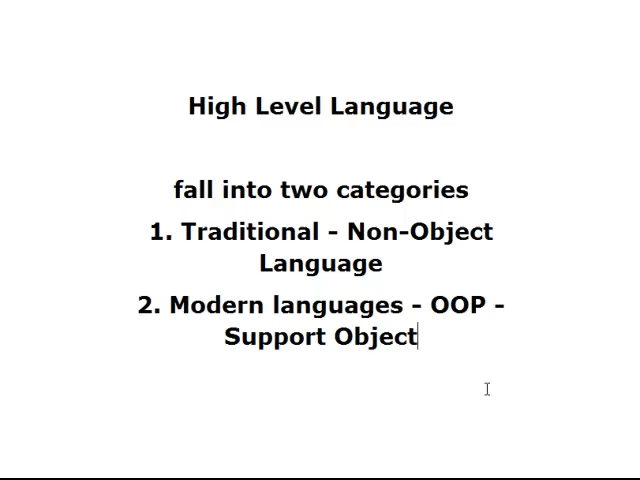 High Level Language
fall into two categories
1. Traditional - Non-Object
Language
2. Modern languages - OOP -
Support Object